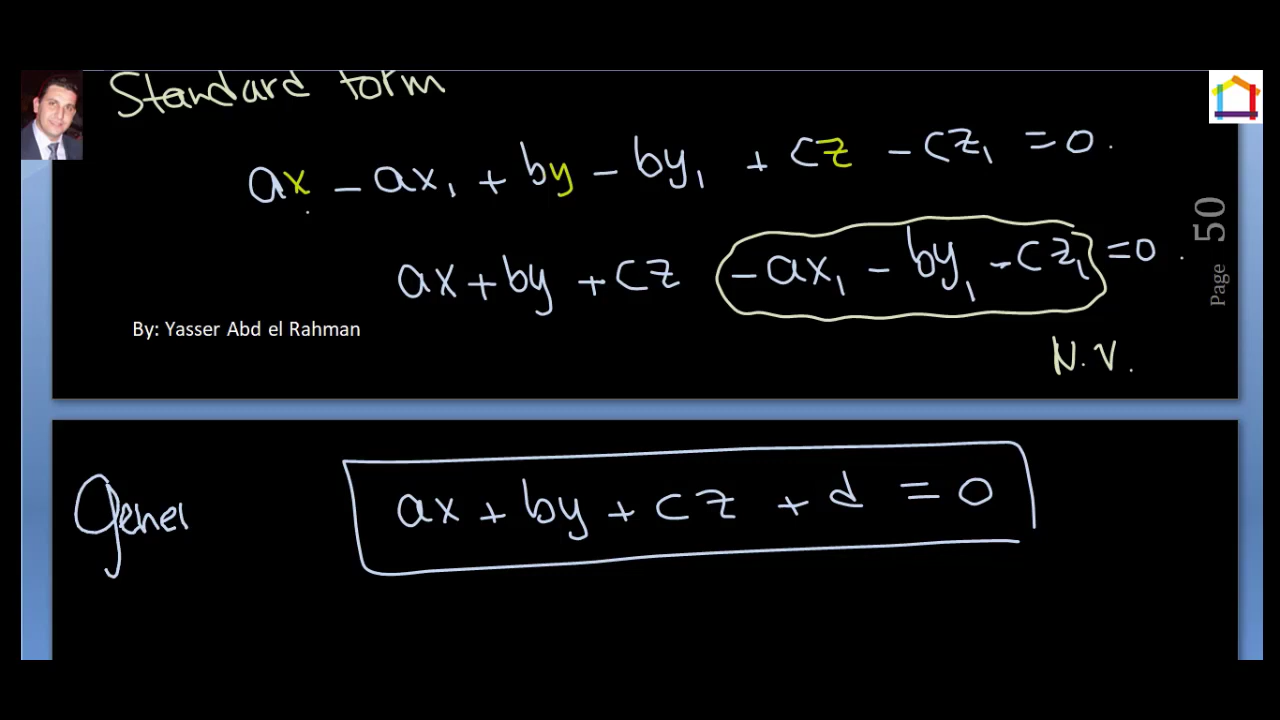 Standard form
ax - ax₁ + by - by₁ + cz - cz₁ = 0.
ax + by + cz - ax₁ - by₁ - cz₁ = 0.
By: Yasser Abd el Rahman
N.V.
Page 50
Gener
ax + by + cz + d = 0